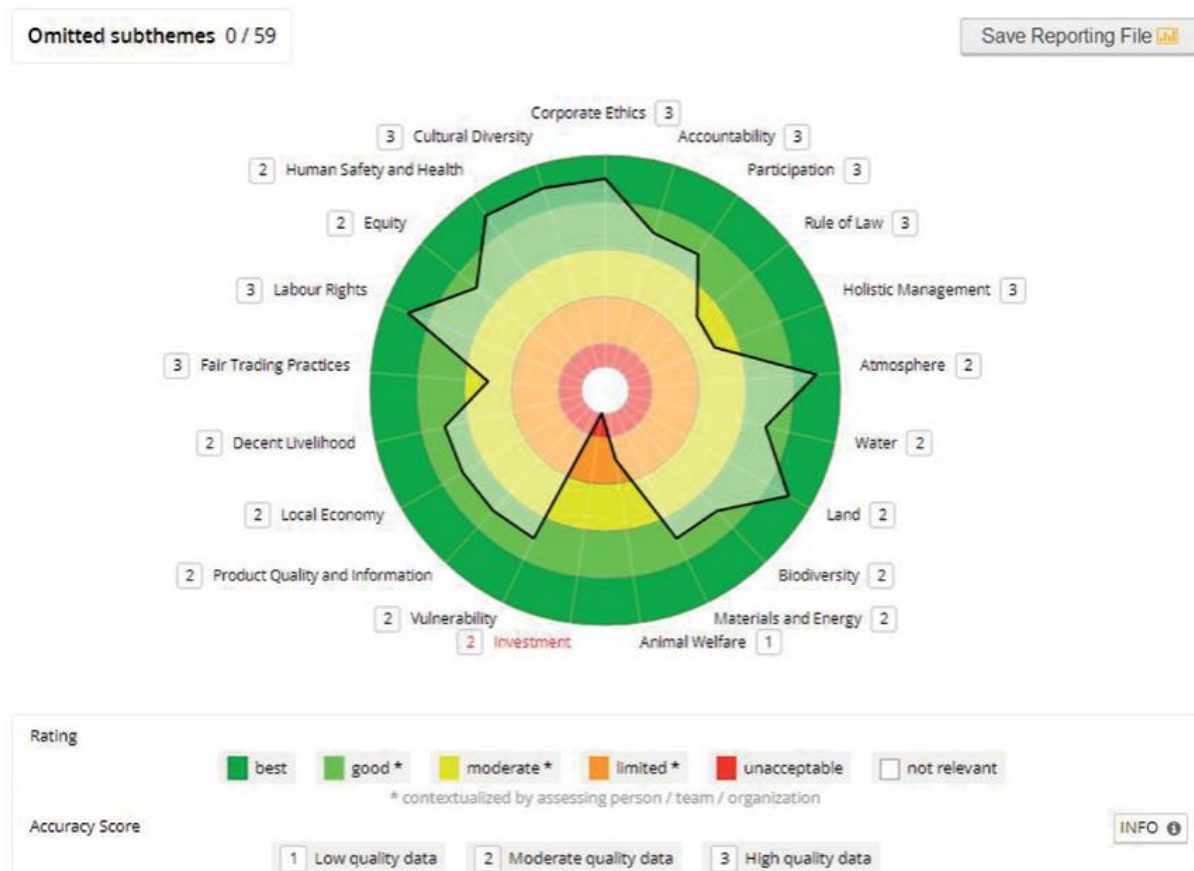 Omitted subthemes 0 / 59
Save Reporting File
Corporate Ethics 3
3 Cultural Diversity
Accountability 3
2 Human Safety and Health
Participation 3
2 Equity
Rule of Law 3
3 Labour Rights
Holistic Management 3
3 Fair Trading Practices
Atmosphere 2
2 Decent Livelihood
Water 2
2 Local Economy
Land 2
2 Product Quality and Information
Biodiversity 2
2 Vulnerability
Materials and Energy 2
2 Investment
Animal Welfare 1
Rating
best good * moderate * limited * unacceptable not relevant
* contextualized by assessing person / team / organization
Accuracy Score
INFO
1 Low quality data 2 Moderate quality data 3 High quality data